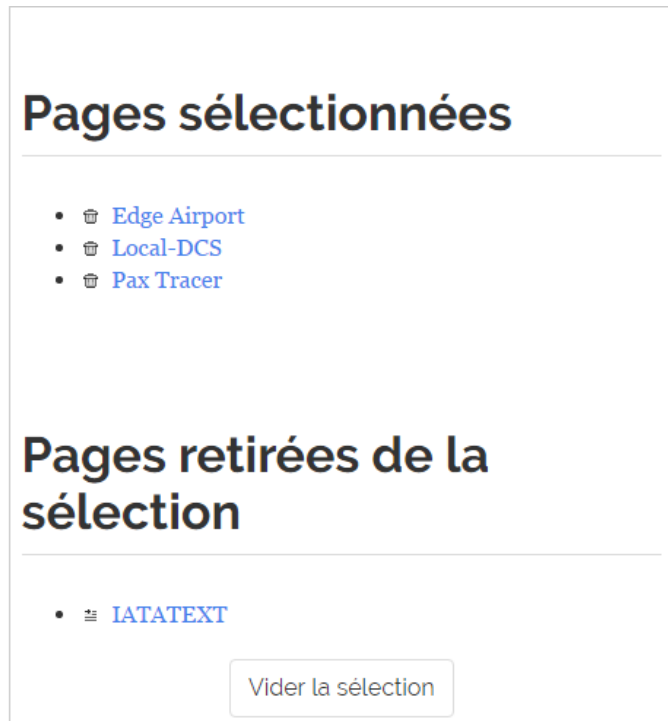 Pages sélectionnées
Edge Airport
Local-DCS
Pax Tracer
Pages retirées de la
sélection
IATATEXT
Vider la sélection